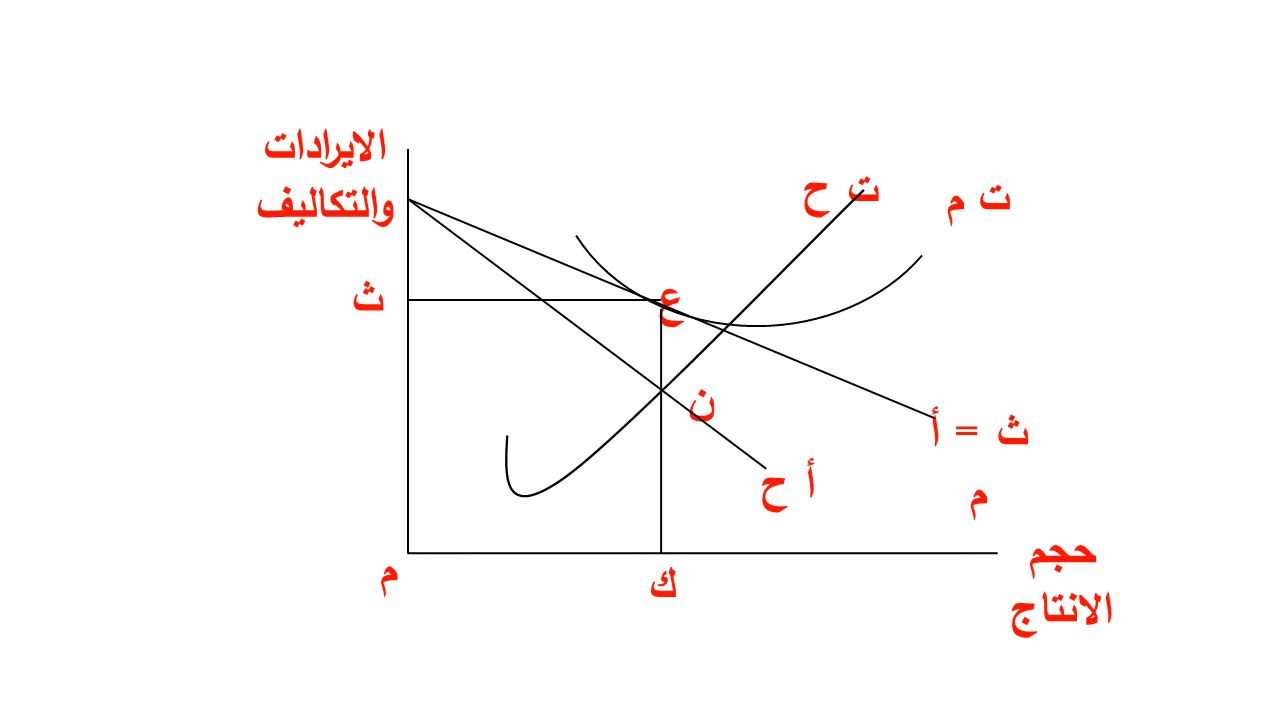 الايرادات
والتكاليف
ت ح
ت م
ث
ع
ن
ث = أ
م
أ ح
حجم
الانتاج
م
ك